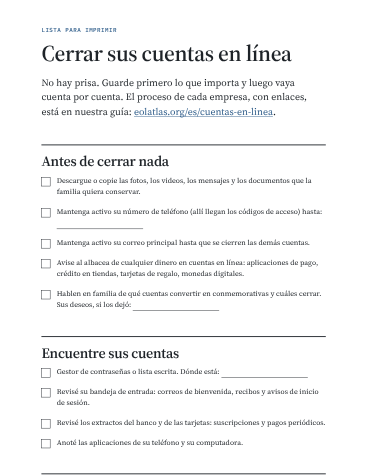 LISTA PARA IMPRIMIR
Cerrar sus cuentas en línea
No hay prisa. Guarde primero lo que importa y luego vaya
cuenta por cuenta. El proceso de cada empresa, con enlaces,
está en nuestra guía: eolatlas.org/es/cuentas-en-linea.
Antes de cerrar nada
Descargue o copie las fotos, los videos, los mensajes y los documentos que la
familia quiera conservar.
Mantenga activo su número de teléfono (allí llegan los códigos de acceso) hasta:
Mantenga activo su correo principal hasta que se cierren las demás cuentas.
Avise al albacea de cualquier dinero en cuentas en línea: aplicaciones de pago,
crédito en tiendas, tarjetas de regalo, monedas digitales.
Hablen en familia de qué cuentas convertir en conmemorativas y cuáles cerrar.
Sus deseos, si los dejó:
Encuentre sus cuentas
Gestor de contraseñas o lista escrita. Dónde está:
Revisé su bandeja de entrada: correos de bienvenida, recibos y avisos de inicio
de sesión.
Revisé los extractos del banco y de las tarjetas: suscripciones y pagos periódicos.
Anoté las aplicaciones de su teléfono y su computadora.